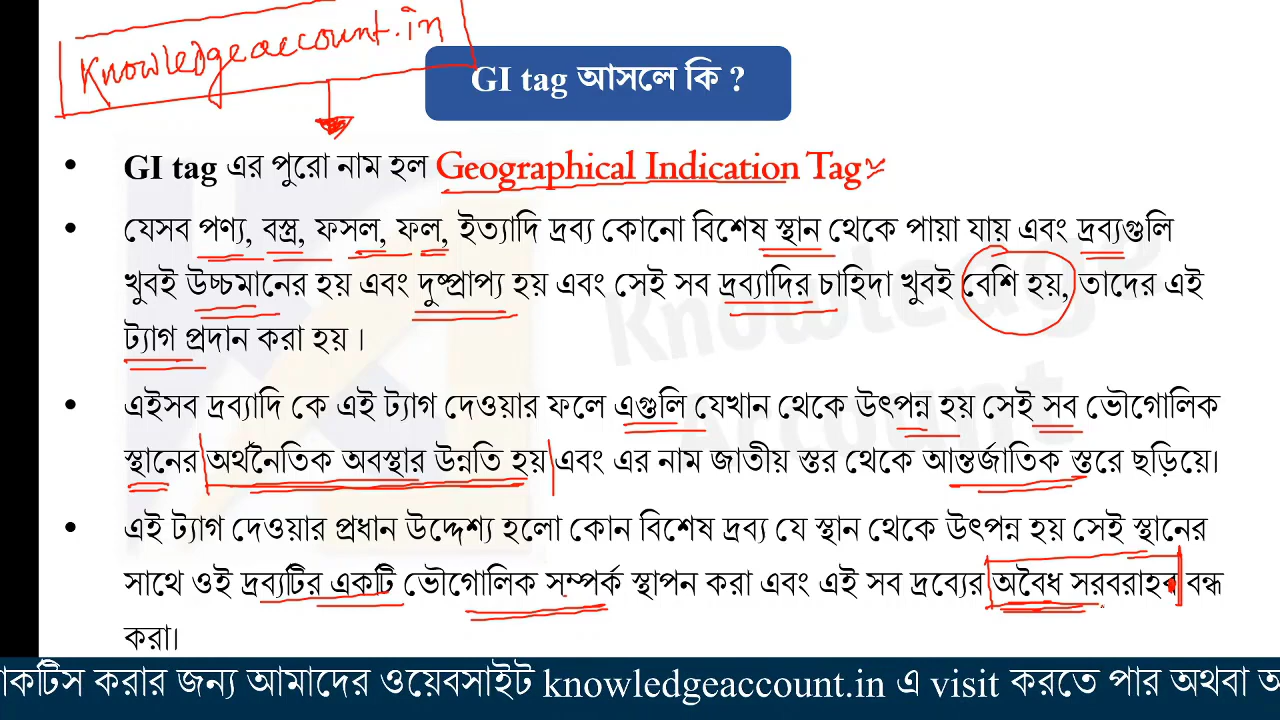 Knowledgeaccount.in
GI tag আসলে কি ?
• GI tag এর পুরো নাম হল Geographical Indication Tag
• যেসব পণ্য, বস্ত্র, ফসল, ফল, ইত্যাদি দ্রব্য কোনো বিশেষ স্থান থেকে পাওয়া যায় এবং দ্রব্যগুলি
খুবই উচ্চমানের হয় এবং দুষ্প্রাপ্য হয় এবং সেই সব দ্রব্যাদির চাহিদা খুবই বেশি হয়, তাদের এই
ট্যাগ প্রদান করা হয় ।
• এইসব দ্রব্যাদি কে এই ট্যাগ দেওয়ার ফলে এগুলি যেখান থেকে উৎপন্ন হয় সেই সব ভৌগোলিক
স্থানের অর্থনৈতিক অবস্থার উন্নতি হয় এবং এর নাম জাতীয় স্তর থেকে আন্তর্জাতিক স্তরে ছড়িয়ে।
• এই ট্যাগ দেওয়ার প্রধান উদ্দেশ্য হলো কোন বিশেষ দ্রব্য যে স্থান থেকে উৎপন্ন হয় সেই স্থানের
সাথে ওই দ্রব্যটির একটি ভৌগোলিক সম্পর্ক স্থাপন করা এবং এই সব দ্রব্যের অবৈধ সরবরাহ বন্ধ
করা।
Knowledge
Account
করার জন্য আমাদের ওয়েবসাইট knowledgeaccount.in এ visit করতে পার অথবা